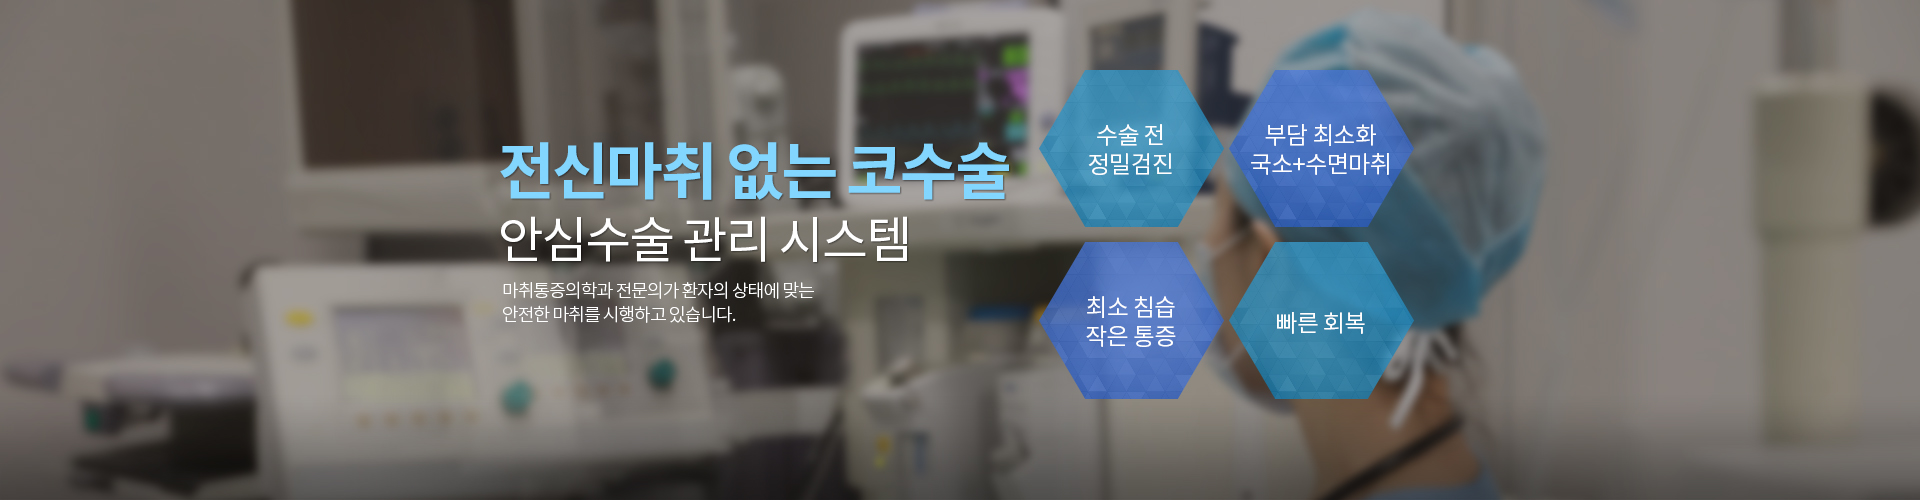 전신마취 없는 코수술
안심수술 관리 시스템
마취통증의학과 전문의가 환자의 상태에 맞는
안전한 마취를 시행하고 있습니다.
수술 전
정밀검진
부담 최소화
국소+수면마취
최소 침습
작은 통증
빠른 회복